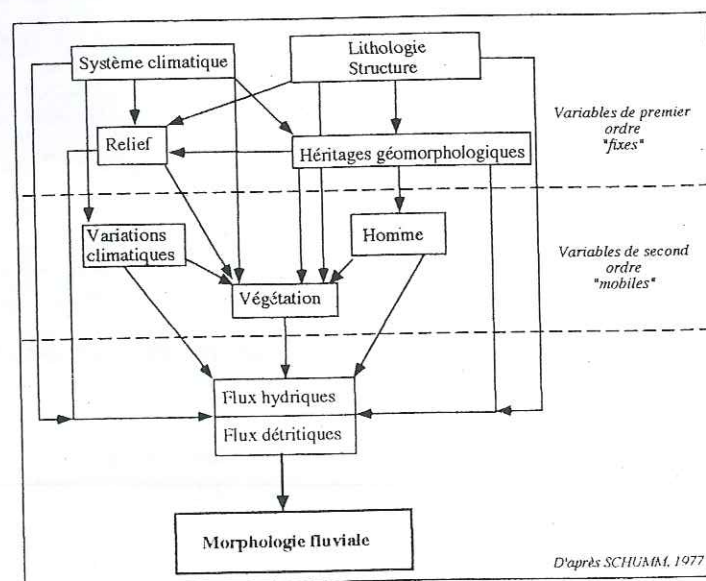 Système climatique
Lithologie
Structure
Relief
Héritages géomorphologiques
Variables de premier
ordre
"fixes"
Variations
climatiques
Homme
Végétation
Variables de second
ordre
"mobiles"
Flux hydriques
Flux détritiques
Morphologie fluviale
D'après SCHUMM, 1977